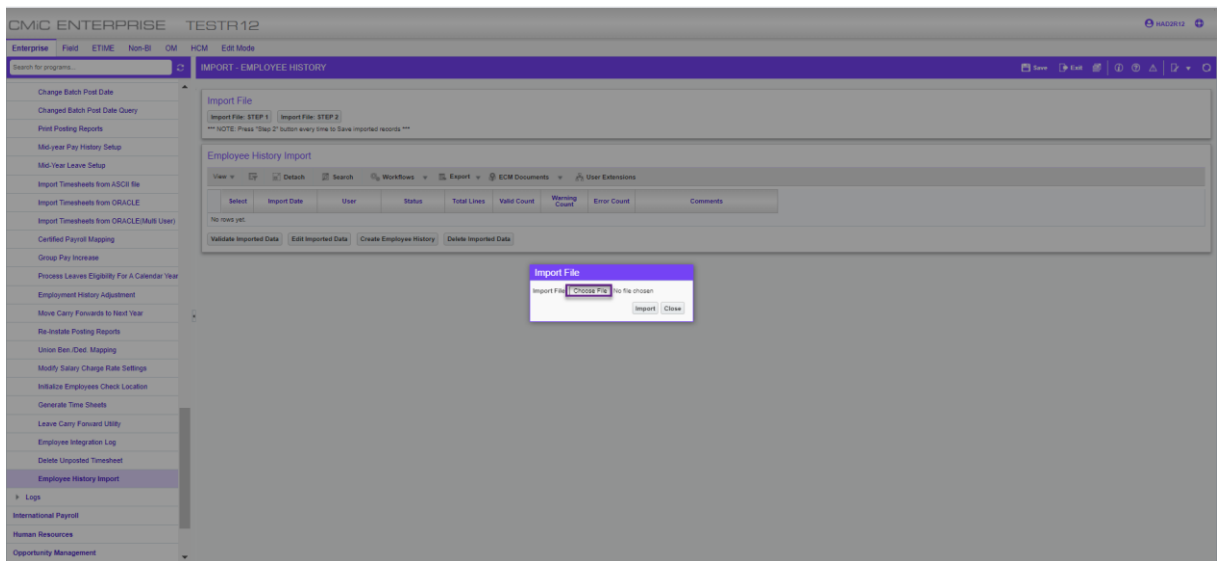 CMiC ENTERPRISE TESTR12
HAD2R12
Enterprise Field ETIME Non-BI OM HCM Edit Mode
Search for programs...
IMPORT - EMPLOYEE HISTORY
Save Exit
Change Batch Post Date
Changed Batch Post Date Query
Print Posting Reports
Mid-year Pay History Setup
Mid-Year Leave Setup
Import Timesheets from ASCII file
Import Timesheets from ORACLE
Import Timesheets from ORACLE(Multi User)
Certified Payroll Mapping
Group Pay Increase
Process Leaves Eligibility For A Calendar Year
Employment History Adjustment
Move Carry Forwards to Next Year
Re-Instate Posting Reports
Union Ben./Ded. Mapping
Modify Salary Charge Rate Settings
Initialize Employees Check Location
Generate Time Sheets
Leave Carry Forward Utility
Employee Integration Log
Delete Unposted Timesheet
Employee History Import
Logs
International Payroll
Human Resources
Opportunity Management
Import File
Import File: STEP 1 Import File: STEP 2
*** NOTE: Press "Step 2" button every time to Save imported records ***
Employee History Import
View Detach Search Workflows Export ECM Documents User Extensions
Select Import Date User Status Total Lines Valid Count Warning Count Error Count Comments
No rows yet.
Validate Imported Data Edit Imported Data Create Employee History Delete Imported Data
Import File
Import File Choose File No file chosen
Import Close